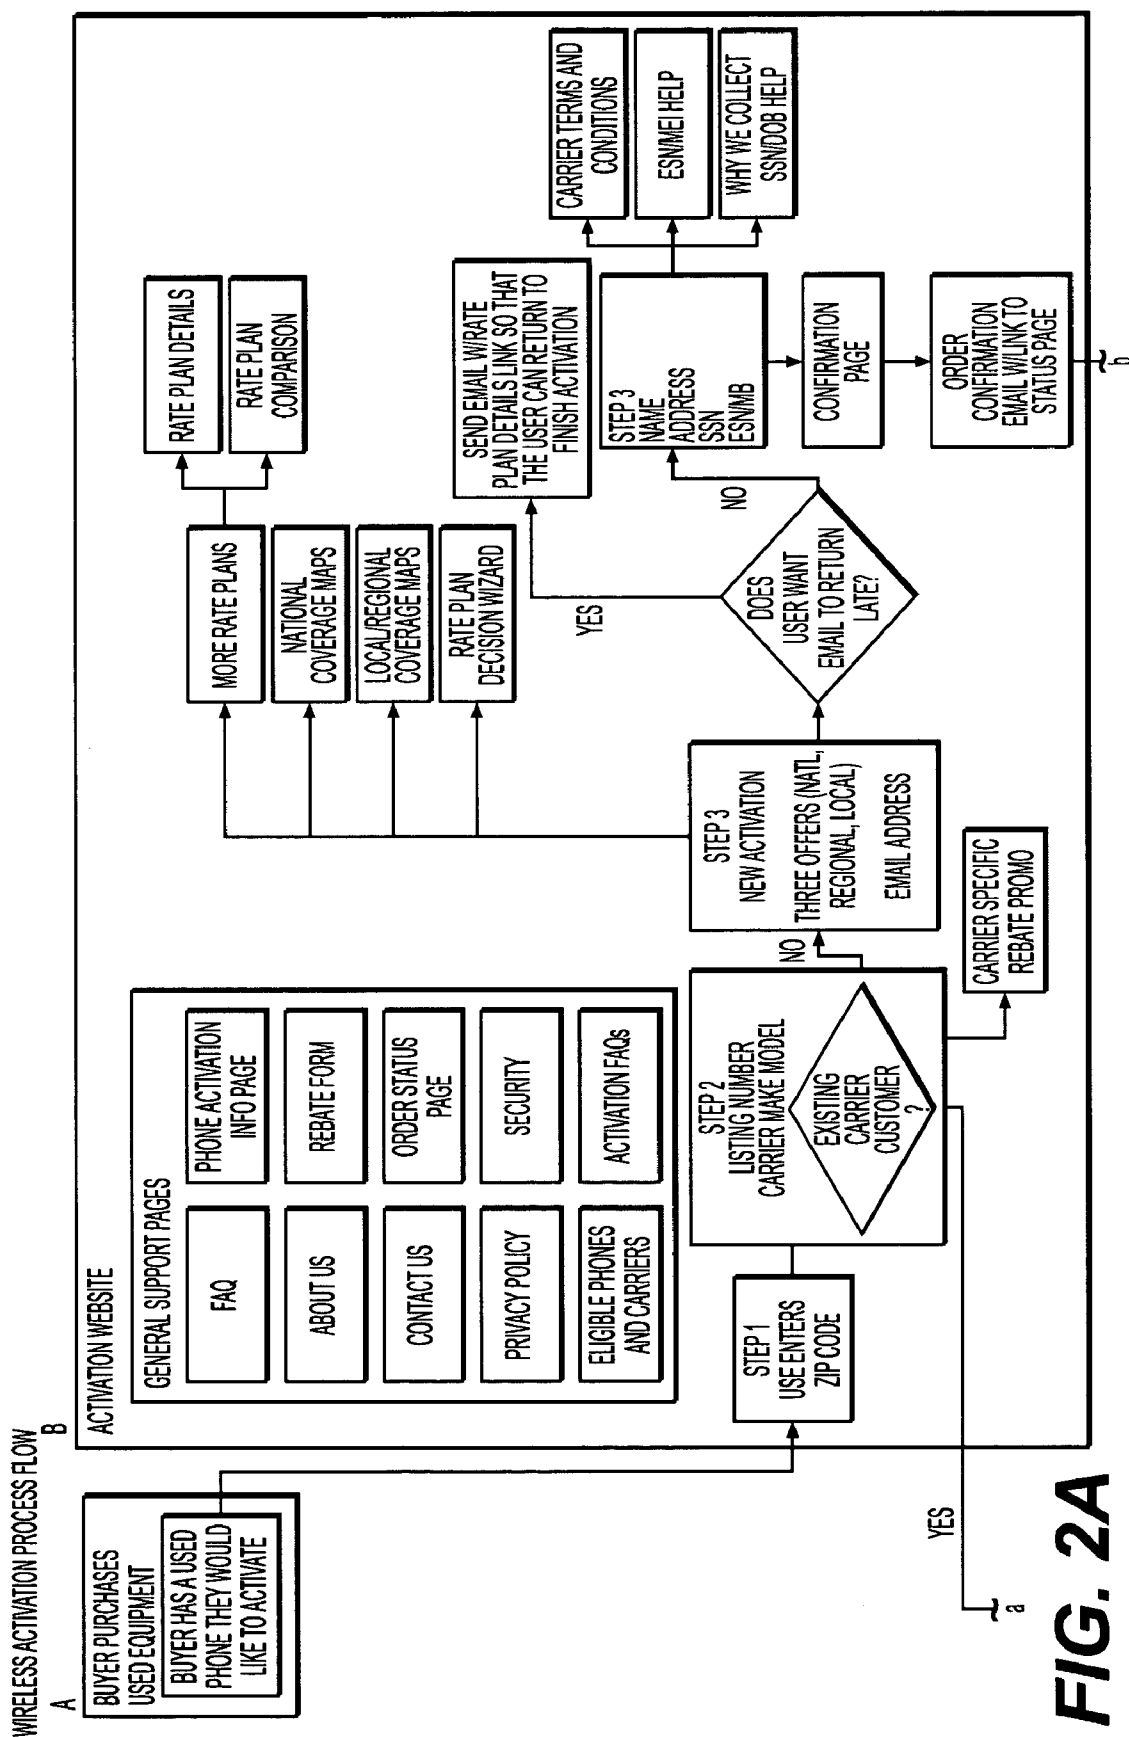 WIRELESS ACTIVATION PROCESS FLOW
A
BUYER PURCHASES
USED EQUIPMENT
BUYER HAS A USED
PHONE THEY WOULD
LIKE TO ACTIVATE
B
ACTIVATION WEBSITE
GENERAL SUPPORT PAGES
FAQ
PHONE ACTIVATION
INFO PAGE
ABOUT US
REBATE FORM
CONTACT US
ORDER STATUS
PAGE
PRIVACY POLICY
SECURITY
ELIGIBLE PHONES
AND CARRIERS
ACTIVATION FAQs
STEP 1
USE ENTERS
ZIP CODE
STEP 2
LISTING NUMBER
CARRIER MAKE MODEL
EXISTING
CARRIER
CUSTOMER
?
YES
a
NO
CARRIER SPECIFIC
REBATE PROMO
STEP 3
NEW ACTIVATION
THREE OFFERS (NATL,
REGIONAL, LOCAL)
EMAIL ADDRESS
MORE RATE PLANS
NATIONAL
COVERAGE MAPS
LOCAL/REGIONAL
COVERAGE MAPS
RATE PLAN
DECISION WIZARD
RATE PLAN DETAILS
RATE PLAN
COMPARISON
DOES
USER WANT
EMAIL TO RETURN
LATE?
YES
SEND EMAIL W/RATE
PLAN DETAILS LINK SO THAT
THE USER CAN RETURN TO
FINISH ACTIVATION
NO
STEP 3
NAME
ADDRESS
SSN
ESN/MB
CARRIER TERMS AND
CONDITIONS
ESN/MEI HELP
WHY WE COLLECT
SSN/DOB HELP
CONFIRMATION
PAGE
ORDER
CONFIRMATION
EMAIL W/LINK TO
STATUS PAGE
b
FIG. 2A